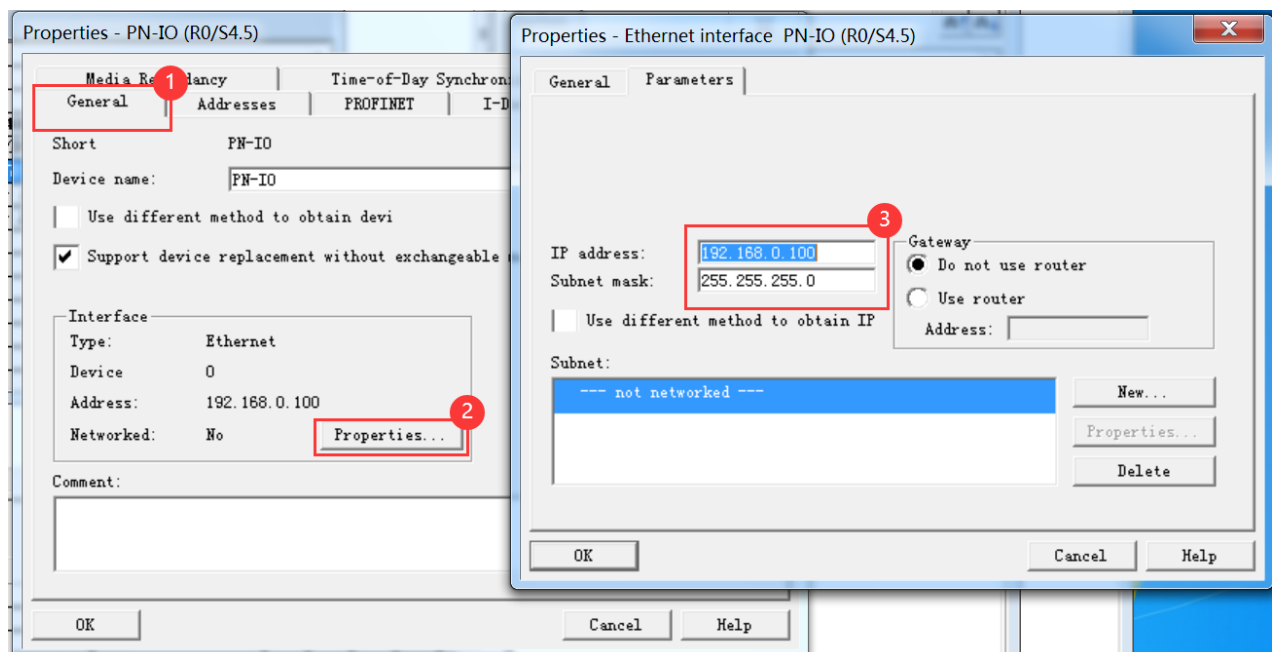 Properties - PN-IO (R0/S4.5)
Media Redundancy
Time-of-Day Synchron
1
General
Addresses
PROFINET
I-D
Short
PN-IO
Device name:
PN-IO
Use different method to obtain devi
Support device replacement without exchangeable
Interface
Type:
Ethernet
Device
0
Address:
192.168.0.100
2
Networked:
No
Properties...
Comment:
OK
Cancel
Help
Properties - Ethernet interface PN-IO (R0/S4.5)
X
General
Parameters
3
IP address:
192.168.0.100
Subnet mask:
255.255.255.0
Use different method to obtain IP
Gateway
Do not use router
Use router
Address:
Subnet:
--- not networked ---
New...
Properties...
Delete
OK
Cancel
Help